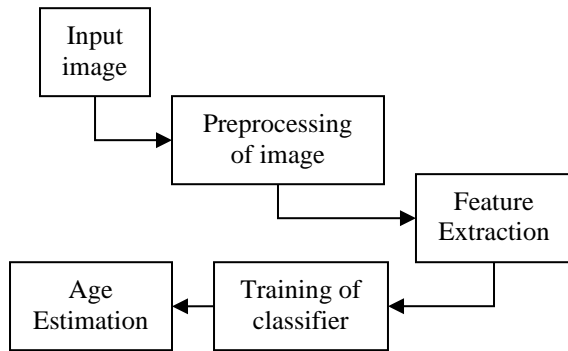 Input
image
Preprocessing
of image
Feature
Extraction
Training of
classifier
Age
Estimation